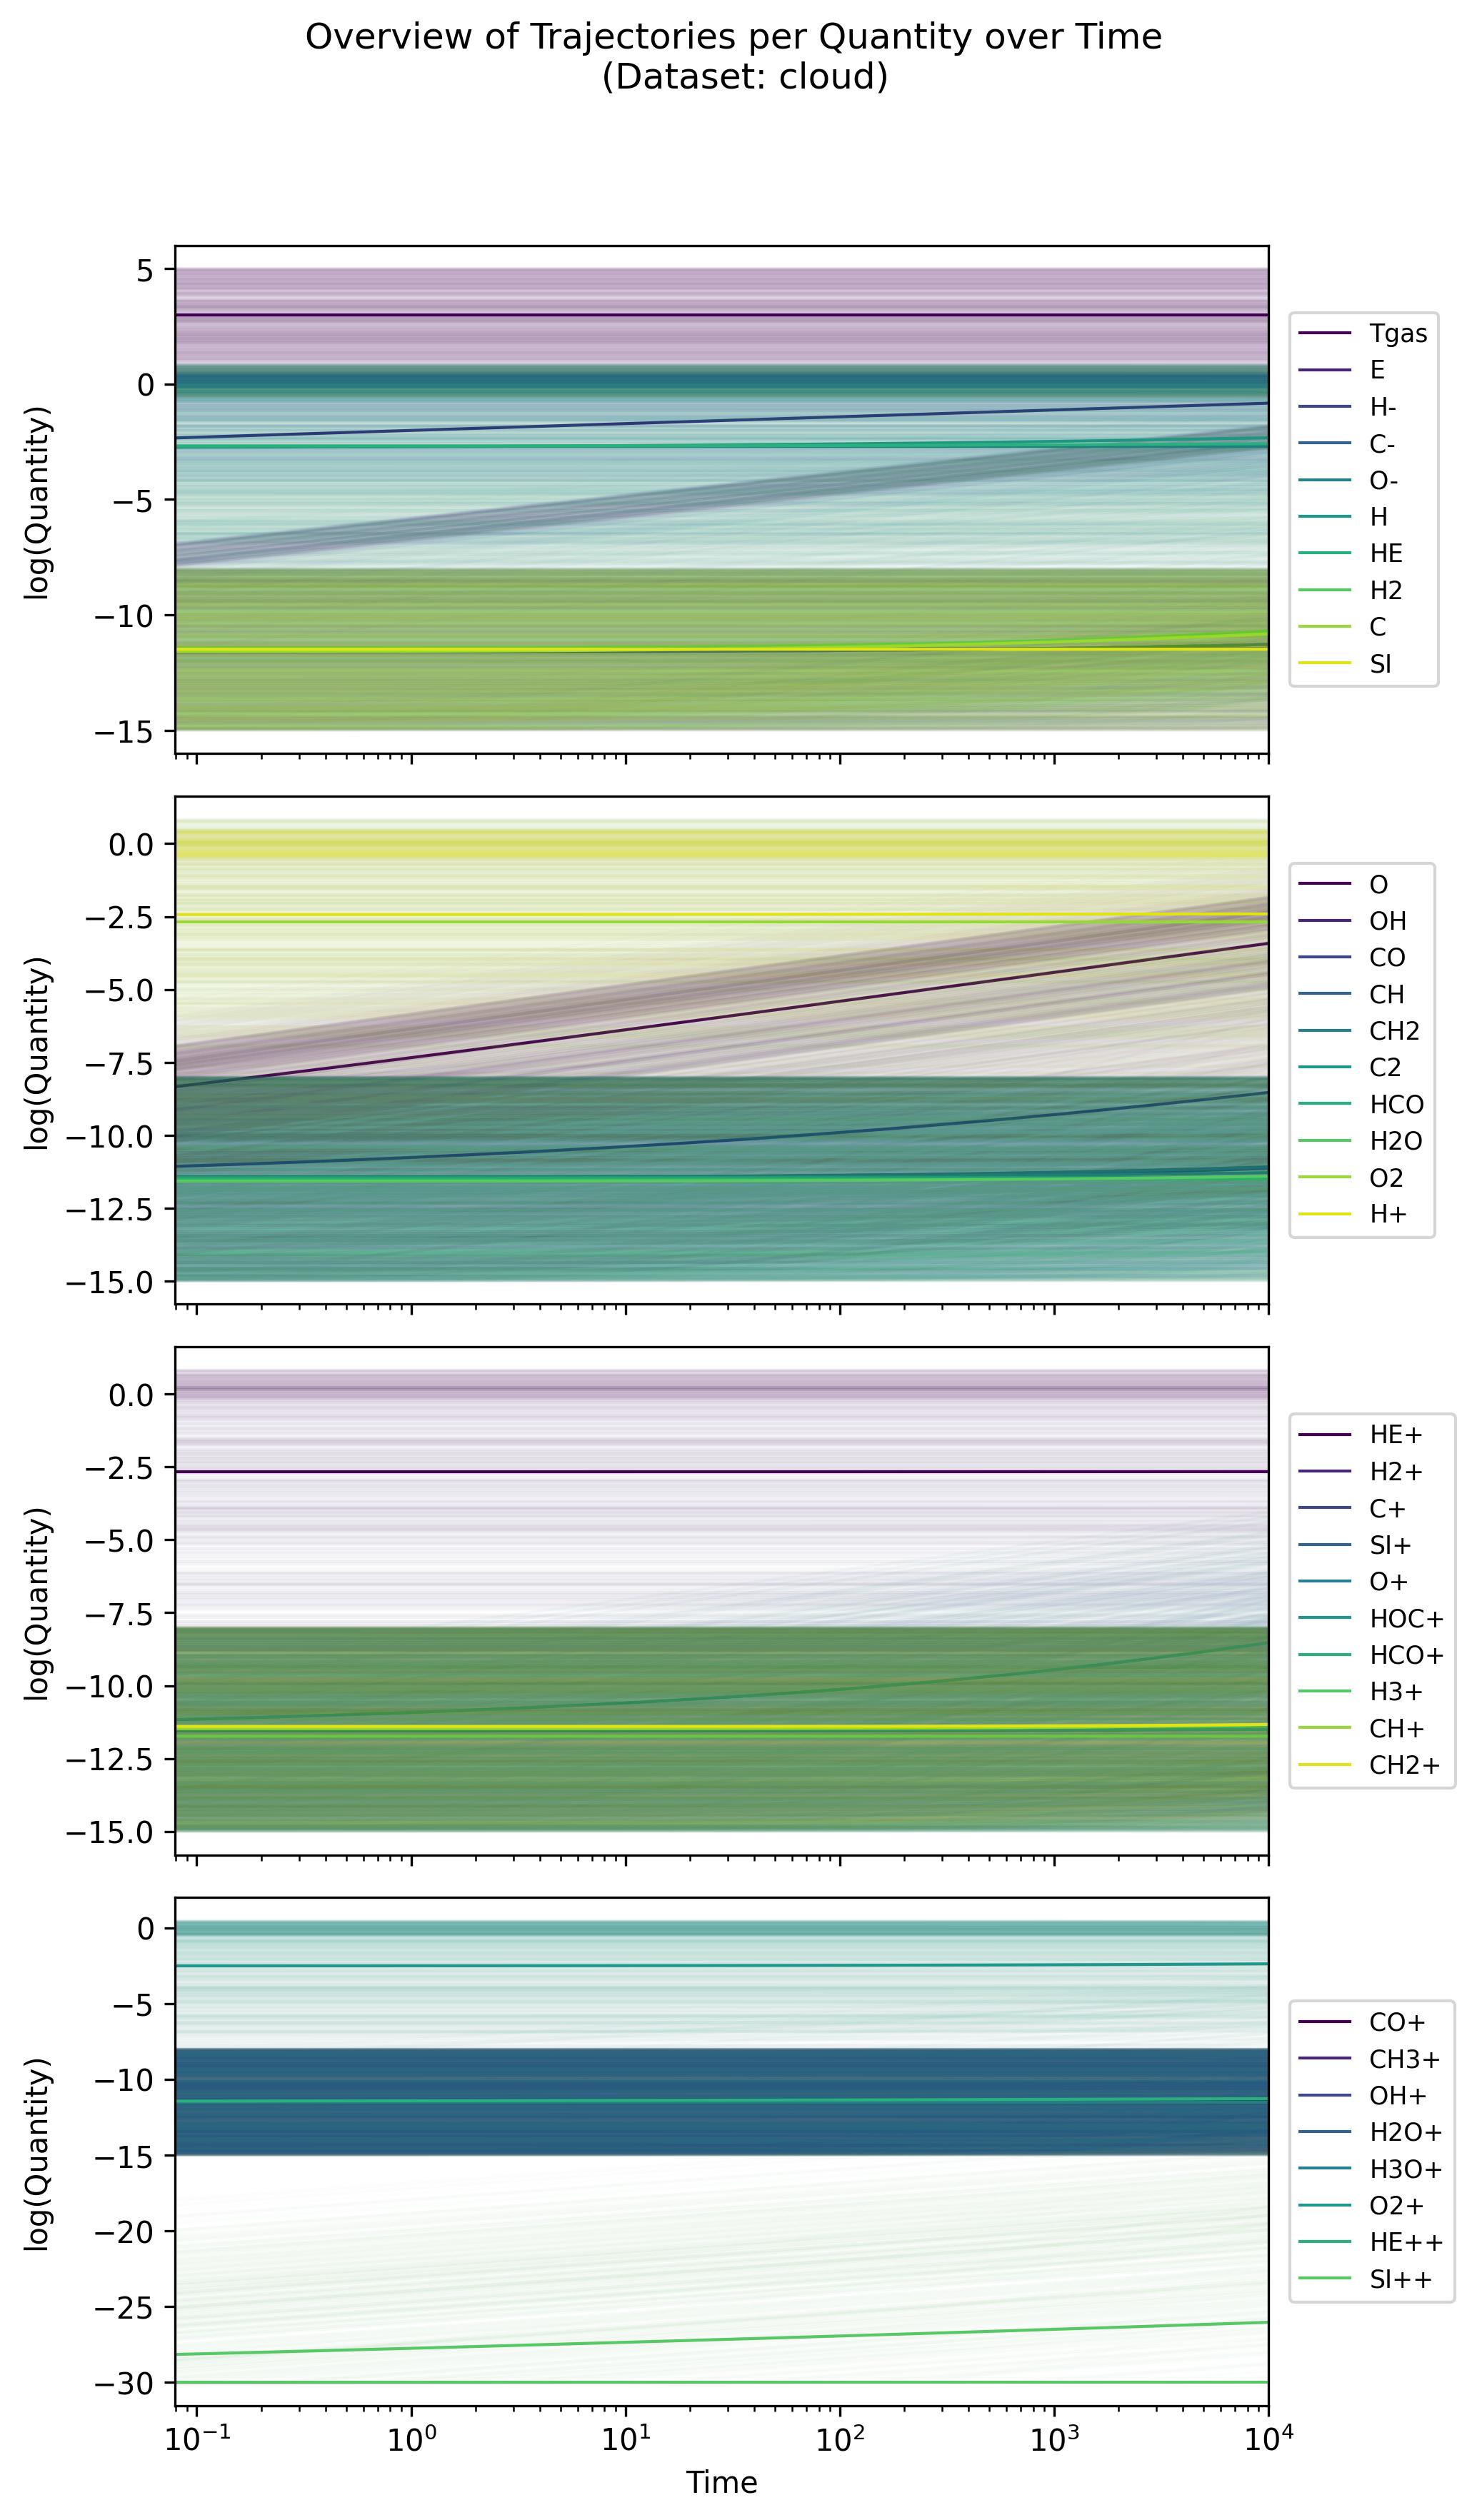 Overview of Trajectories per Quantity over Time
(Dataset: cloud)
log(Quantity)
5
0
−5
−10
−15
Tgas
E
H-
C-
O-
H
HE
H2
C
SI
log(Quantity)
0.0
−2.5
−5.0
−7.5
−10.0
−12.5
−15.0
O
OH
CO
CH
CH2
C2
HCO
H2O
O2
H+
log(Quantity)
0.0
−2.5
−5.0
−7.5
−10.0
−12.5
−15.0
HE+
H2+
C+
SI+
O+
HOC+
HCO+
H3+
CH+
CH2+
log(Quantity)
0
−5
−10
−15
−20
−25
−30
CO+
CH3+
OH+
H2O+
H3O+
O2+
HE++
SI++
10⁻¹ 10⁰ 10¹ 10² 10³ 10⁴
Time